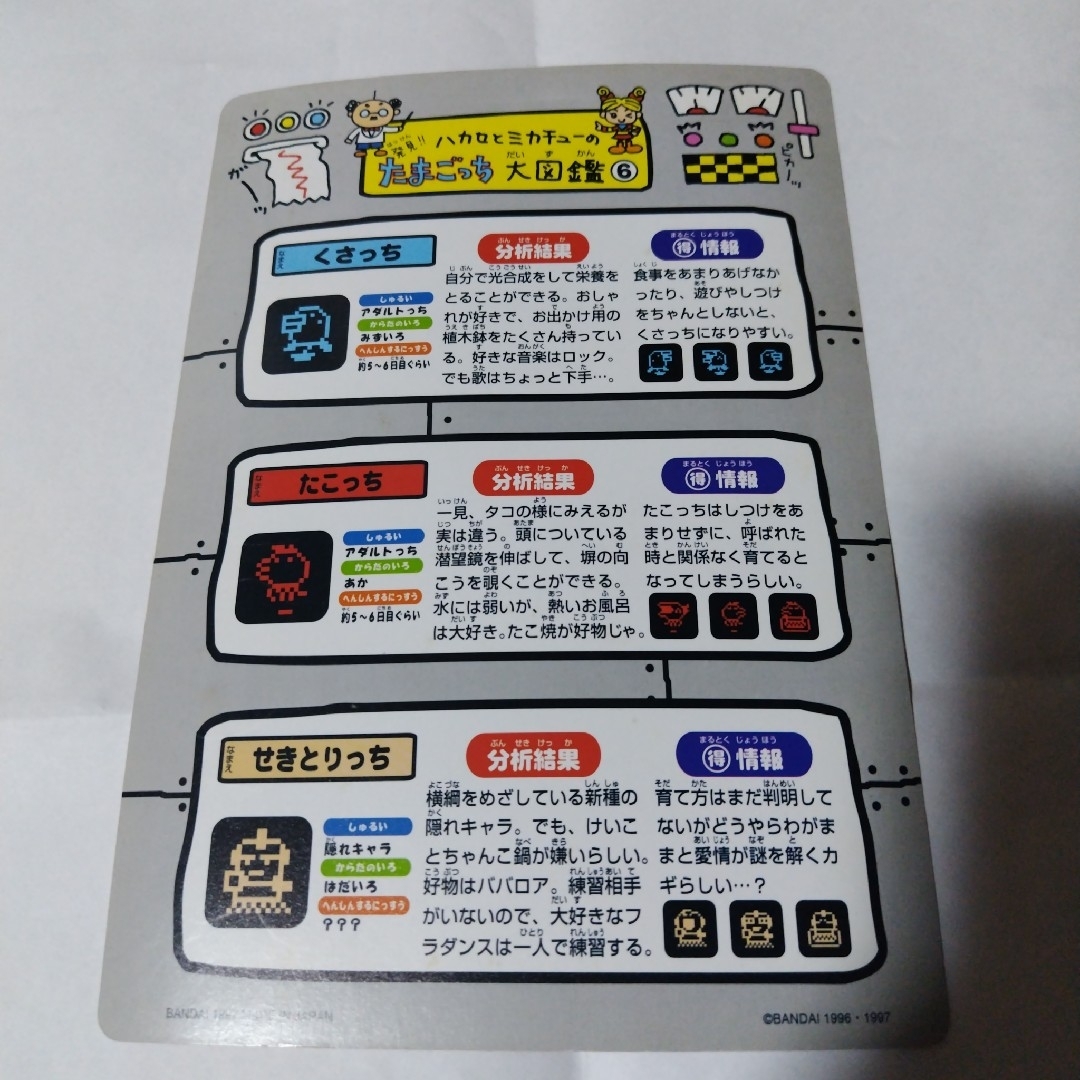 発見!! ハカセとミカチューの
たまごっち 大図鑑⑥
ガーッ
ピカーッ
なまえ くさっち
しゅるい
アダルトっち
からだのいろ
みずいろ
へんしんするにっすう
約5〜6日目ぐらい
分析結果
自分で光合成をして栄養を
とることができる。おしゃ
れが好きで、お出かけ用の
植木鉢をたくさん持ってい
る。好きな音楽はロック。
でも歌はちょっと下手…。
得情報
食事をあまりあげなか
ったり、遊びやしつけ
をちゃんとしないと、
くさっちになりやすい。
なまえ たこっち
しゅるい
アダルトっち
からだのいろ
あか
へんしんするにっすう
約5〜6日目ぐらい
分析結果
一見、タコの様にみえるが
実は違う。頭についている
潜望鏡を伸ばして、塀の向
こうを覗くことができる。
水には弱いが、熱いお風呂
は大好き。たこ焼が好物じゃ。
得情報
たこっちはしつけをあ
まりせずに、呼ばれた
時と関係なく育てると
なってしまうらしい。
なまえ せきとりっち
しゅるい
隠れキャラ
からだのいろ
はだいろ
へんしんするにっすう
???
分析結果
横綱をめざしている新種の
隠れキャラ。でも、けいこ
とちゃんこ鍋が嫌いらしい。
好物はババロア。練習相手
がいないので、大好きなフ
ラダンスは一人で練習する。
得情報
育て方はまだ判明して
ないがどうやらわがま
まと愛情が謎を解くカ
ギらしい…?
BANDAI 1997 MADE IN JAPAN
©BANDAI 1996・1997